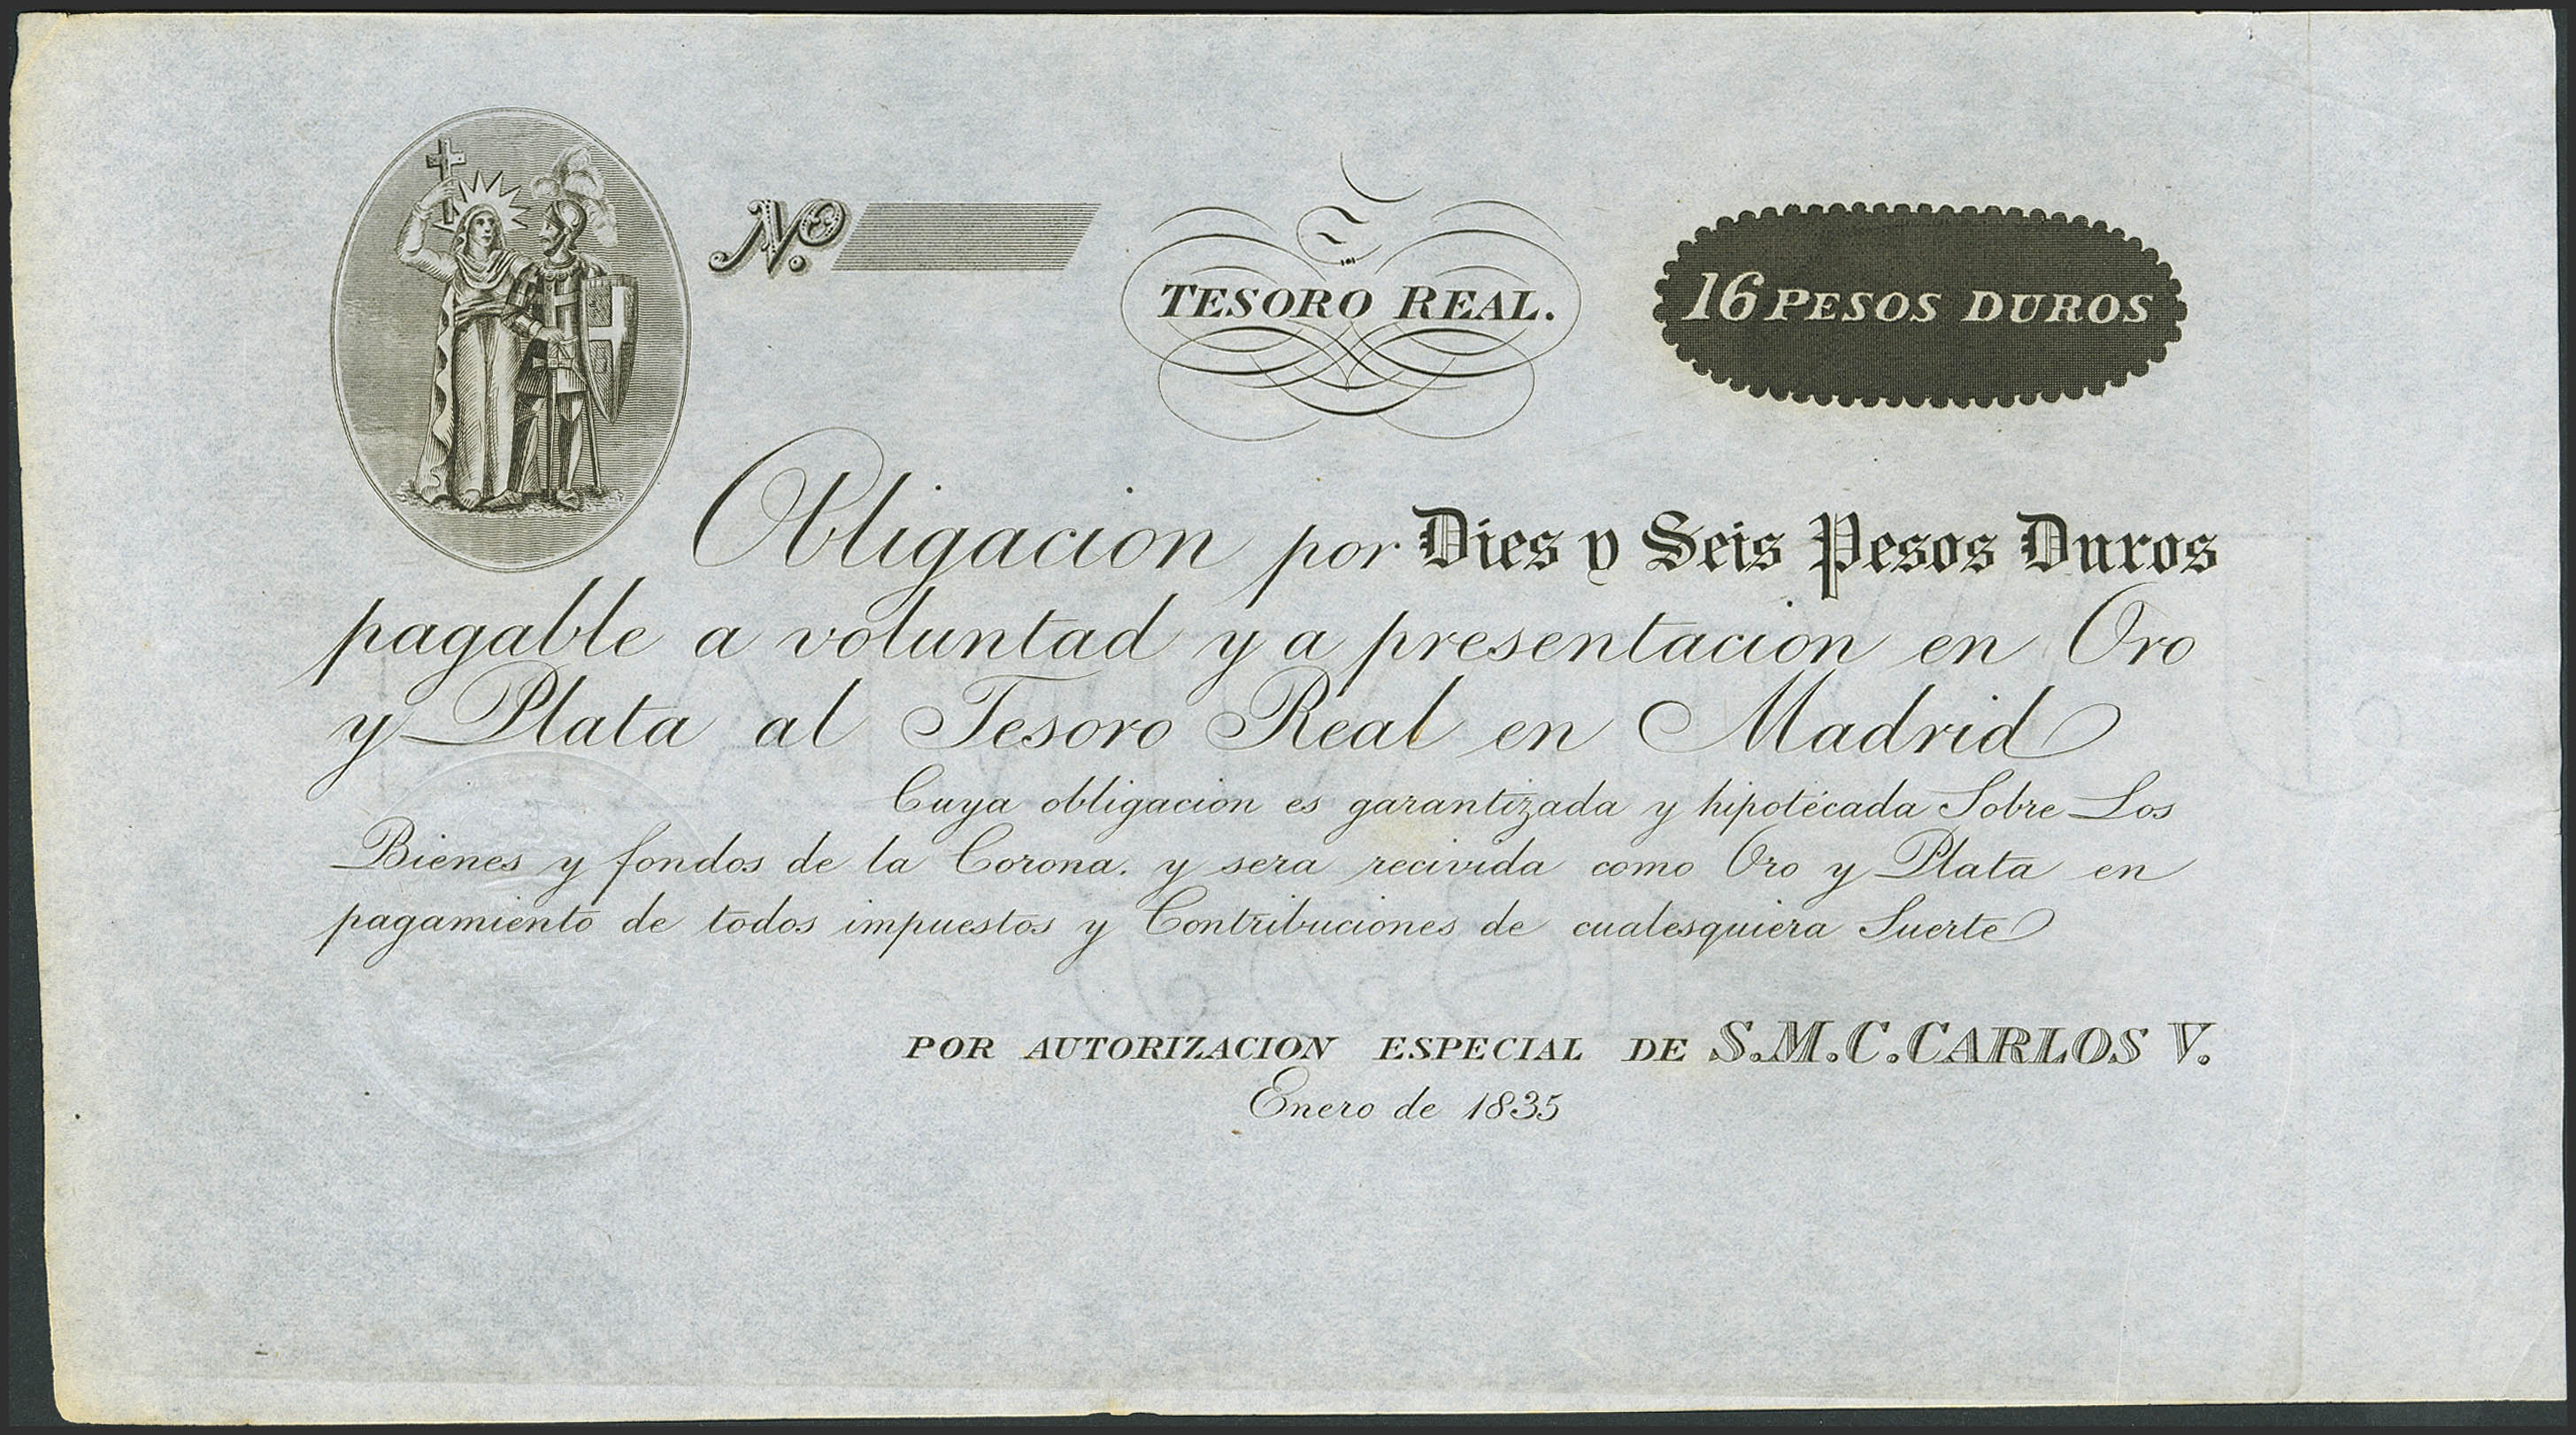 No.
TESORO REAL.
16 PESOS DUROS
Obligacion por Dies y Seis Pesos Duros
pagable a voluntad y a presentacion en Oro
y Plata al Tesoro Real en Madrid
Cuya obligacion es garantizada y hipotécada Sobre Los
Bienes y fondos de la Corona. y sera recivida como Oro y Plata en
pagamiento de todos impuestos y Contribuciones de cualesquiera Suerte
POR AUTORIZACION ESPECIAL DE S.M.C. CARLOS V.
Enero de 1835